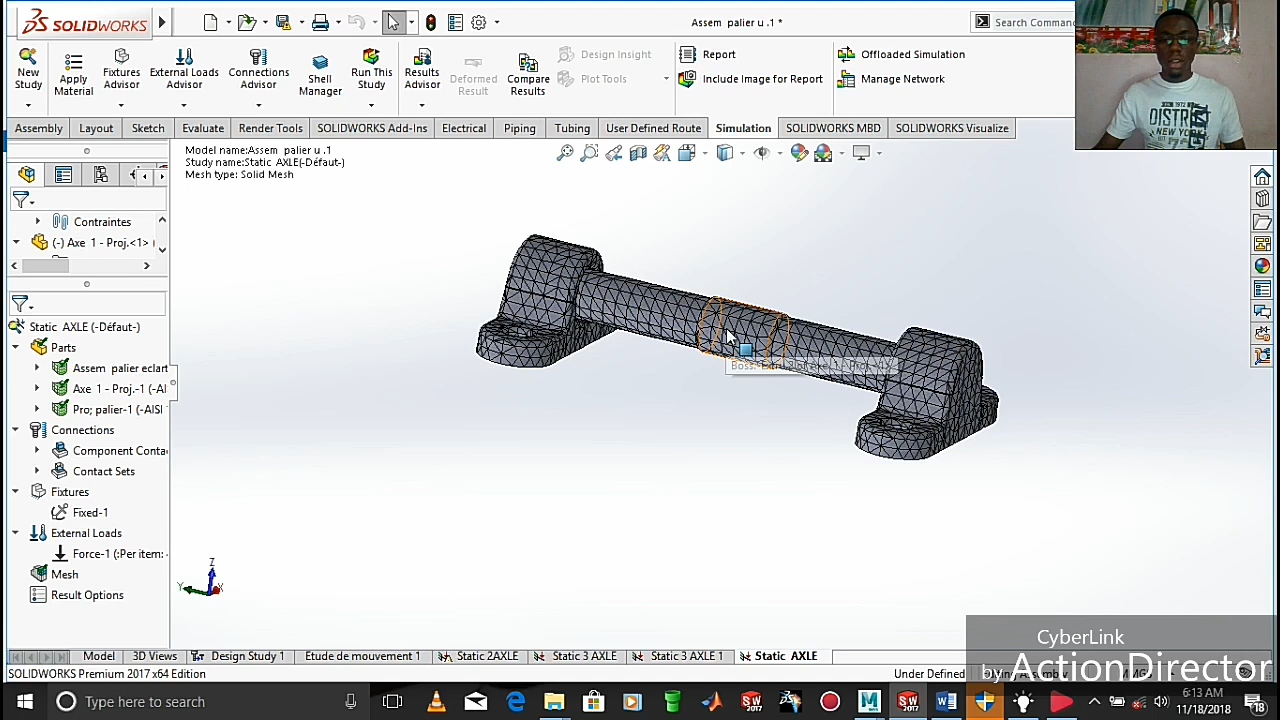 SOLIDWORKS
Assem palier u .1 *
Search Comman
New Study
Apply Material
Fixtures Advisor
External Loads Advisor
Connections Advisor
Shell Manager
Run This Study
Results Advisor
Deformed Result
Compare Results
Design Insight
Plot Tools
Report
Include Image for Report
Offloaded Simulation
Manage Network
Assembly Layout Sketch Evaluate Render Tools SOLIDWORKS Add-Ins Electrical Piping Tubing User Defined Route Simulation SOLIDWORKS MBD SOLIDWORKS Visualize
DISTRI
NEW YORK
Model name:Assem palier u .1
Study name:Static AXLE(-Défaut-)
Mesh type: Solid Mesh
Contraintes
(-) Axe 1 - Proj.<1> (
Static AXLE (-Défaut-)
Parts
Assem palier eclart
Axe 1 - Proj.-1 (-AI
Pro; palier-1 (-AISI
Connections
Component Conta
Contact Sets
Fixtures
Fixed-1
External Loads
Force-1 (:Per item:
Mesh
Result Options
Z
Y
X
Model 3D Views Design Study 1 Etude de mouvement 1 Static 2AXLE Static 3 AXLE Static 3 AXLE 1 Static AXLE
SOLIDWORKS Premium 2017 x64 Edition
Under Defined
CyberLink
by ActionDirector
Type here to search
6:13 AM
11/18/2018
18